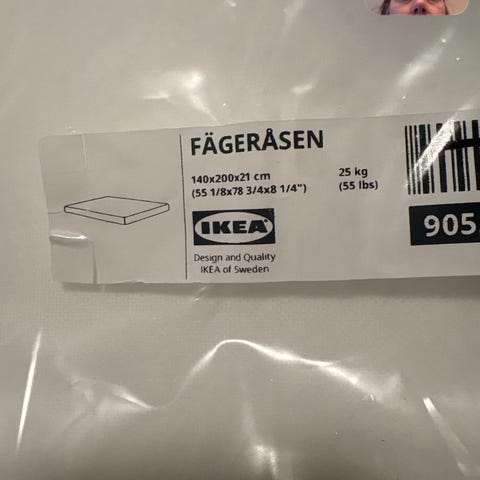 FÄGERÅSEN
140x200x21 cm
(55 1/8x78 3/4x8 1/4")
25 kg
(55 lbs)
IKEA
Design and Quality
IKEA of Sweden
905.